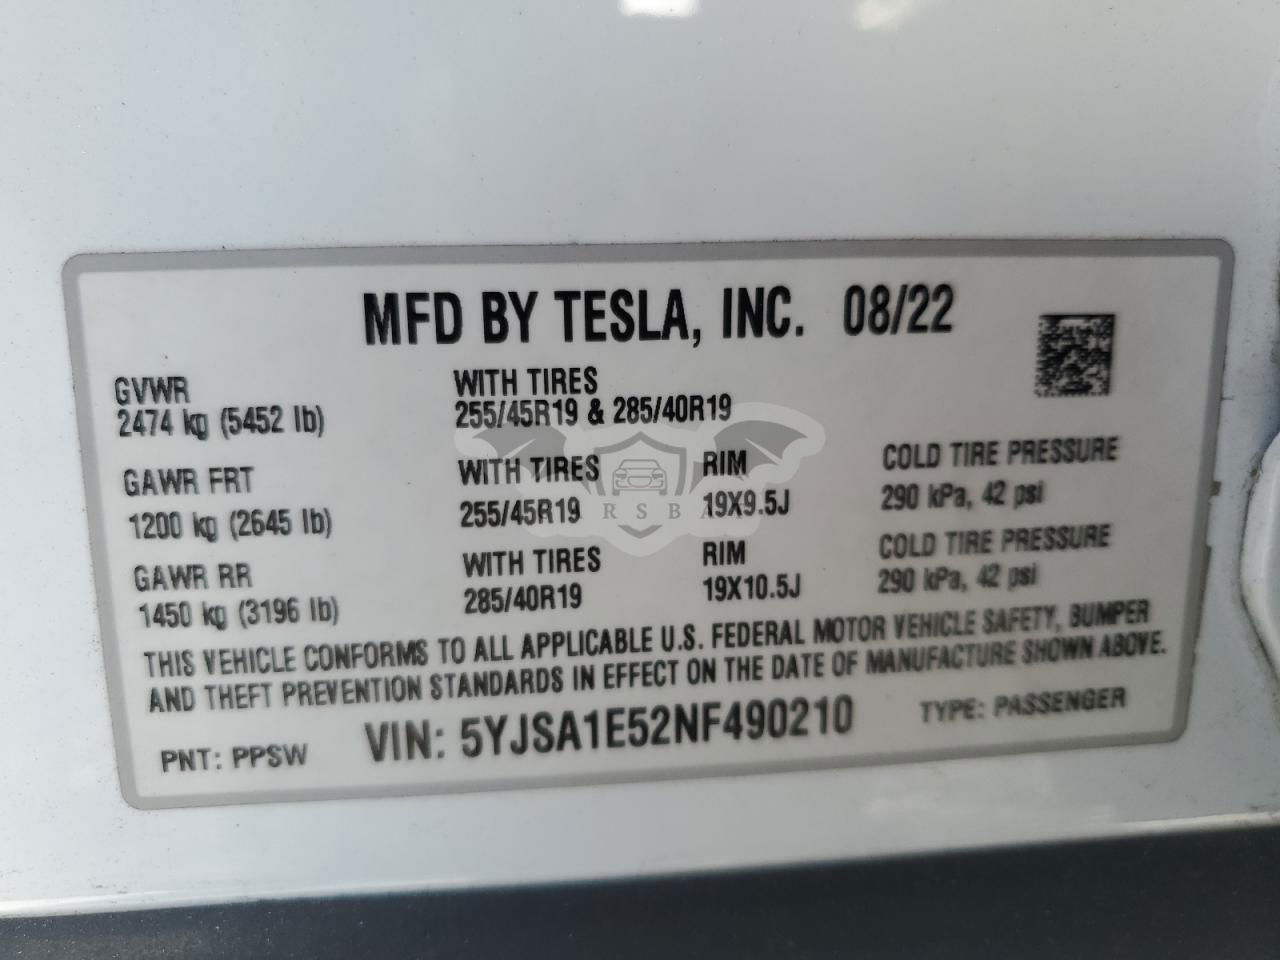 MFD BY TESLA, INC. 08/22
GVWR
2474 kg (5452 lb)
WITH TIRES
255/45R19 & 285/40R19
GAWR FRT
1200 kg (2645 lb)
WITH TIRES
255/45R19
RIM
19X9.5J
COLD TIRE PRESSURE
290 kPa, 42 psi
GAWR RR
1450 kg (3196 lb)
WITH TIRES
285/40R19
RIM
19X10.5J
COLD TIRE PRESSURE
290 kPa, 42 psi
THIS VEHICLE CONFORMS TO ALL APPLICABLE U.S. FEDERAL MOTOR VEHICLE SAFETY, BUMPER
AND THEFT PREVENTION STANDARDS IN EFFECT ON THE DATE OF MANUFACTURE SHOWN ABOVE.
PNT: PPSW VIN: 5YJSA1E52NF490210 TYPE: PASSENGER